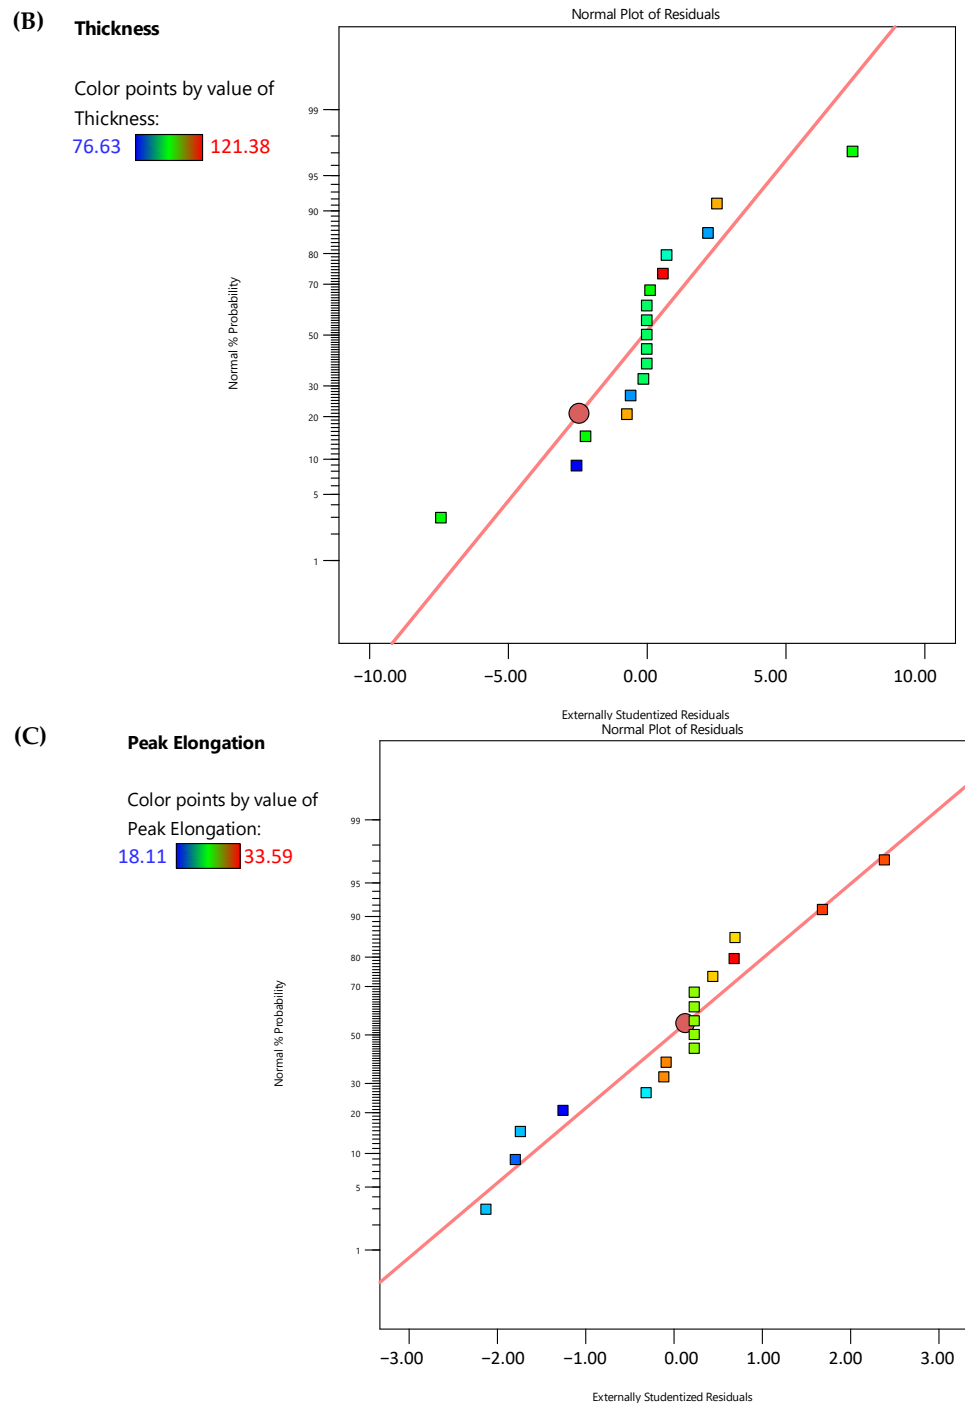 (B)
Thickness
Color points by value of
Thickness:
76.63 121.38
Normal Plot of Residuals
Normal % Probability
99
95
90
80
70
50
30
20
10
5
1
−10.00 −5.00 0.00 5.00 10.00
Externally Studentized Residuals
(C)
Peak Elongation
Color points by value of
Peak Elongation:
18.11 33.59
Normal Plot of Residuals
Normal % Probability
99
95
90
80
70
50
30
20
10
5
1
−3.00 −2.00 −1.00 0.00 1.00 2.00 3.00
Externally Studentized Residuals